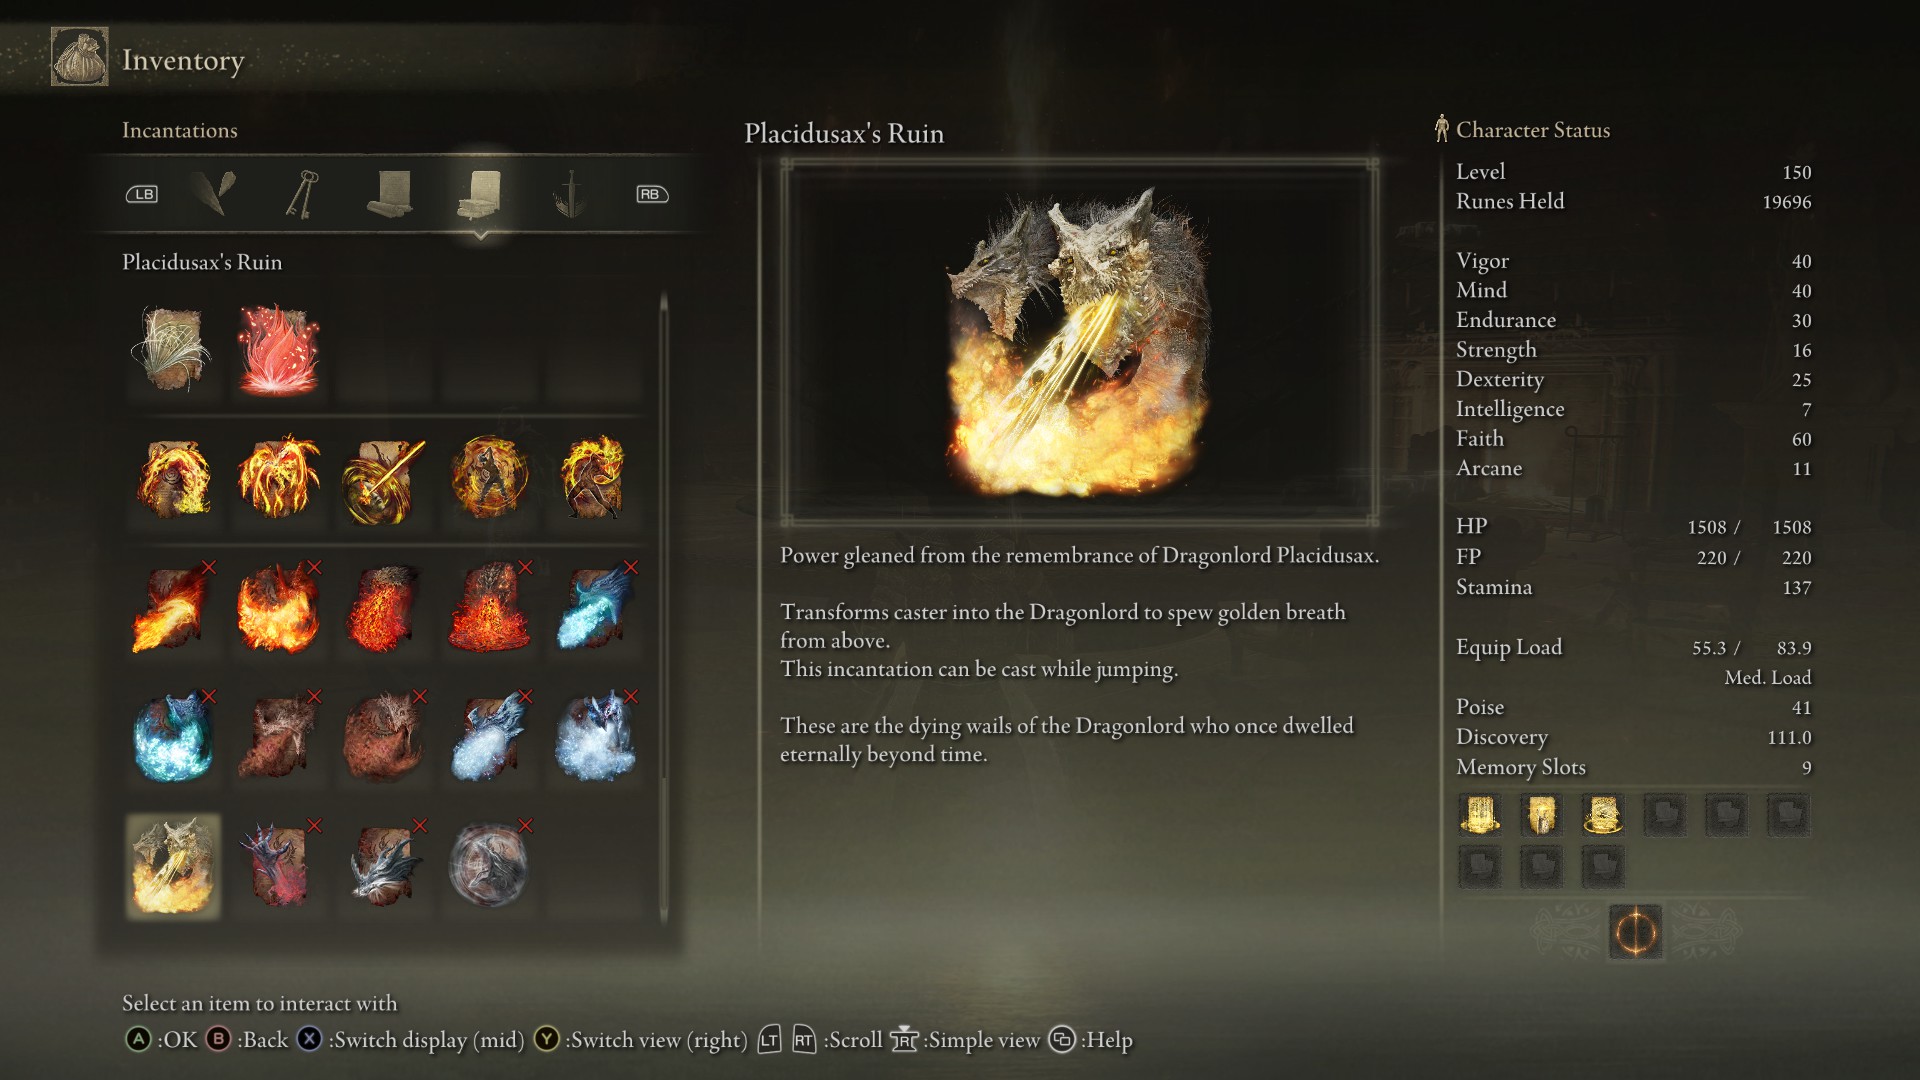 Inventory
Incantations
LB
RB
Placidusax's Ruin
Placidusax's Ruin
Power gleaned from the remembrance of Dragonlord Placidusax.
Transforms caster into the Dragonlord to spew golden breath
from above.
This incantation can be cast while jumping.
These are the dying wails of the Dragonlord who once dwelled
eternally beyond time.
Character Status
Level 150
Runes Held 19696
Vigor 40
Mind 40
Endurance 30
Strength 16
Dexterity 25
Intelligence 7
Faith 60
Arcane 11
HP 1508 / 1508
FP 220 / 220
Stamina 137
Equip Load 55.3 / 83.9
Med. Load
Poise 41
Discovery 111.0
Memory Slots 9
Select an item to interact with
A :OK B :Back X :Switch display (mid) Y :Switch view (right) LT RT :Scroll R :Simple view :Help